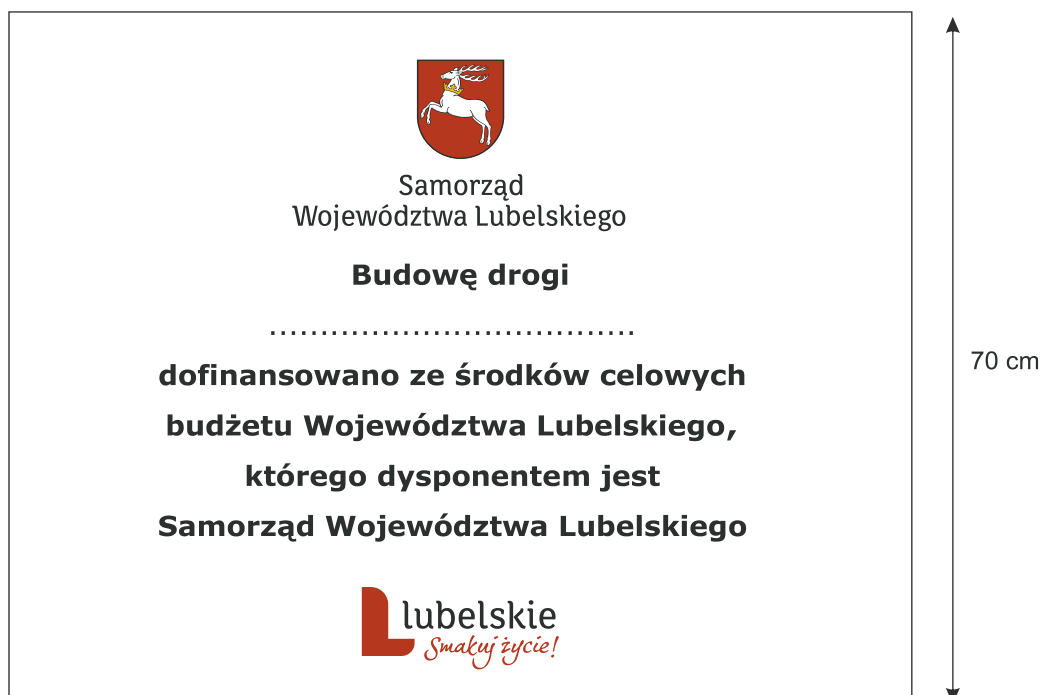 Samorząd
Województwa Lubelskiego
Budowę drogi
....................................
dofinansowano ze środków celowych
budżetu Województwa Lubelskiego,
którego dysponentem jest
Samorząd Województwa Lubelskiego
70 cm
lubelskie
Smakuj życie!